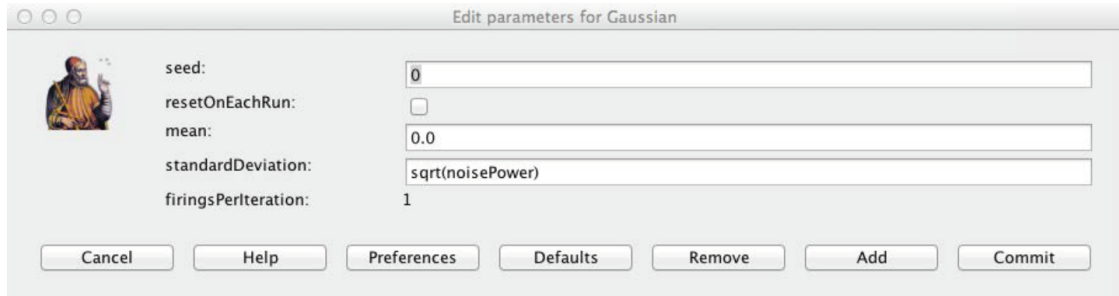 Edit parameters for Gaussian
seed: 0
resetOnEachRun:
mean: 0.0
standardDeviation: sqrt(noisePower)
firingsPerIteration: 1
Cancel Help Preferences Defaults Remove Add Commit